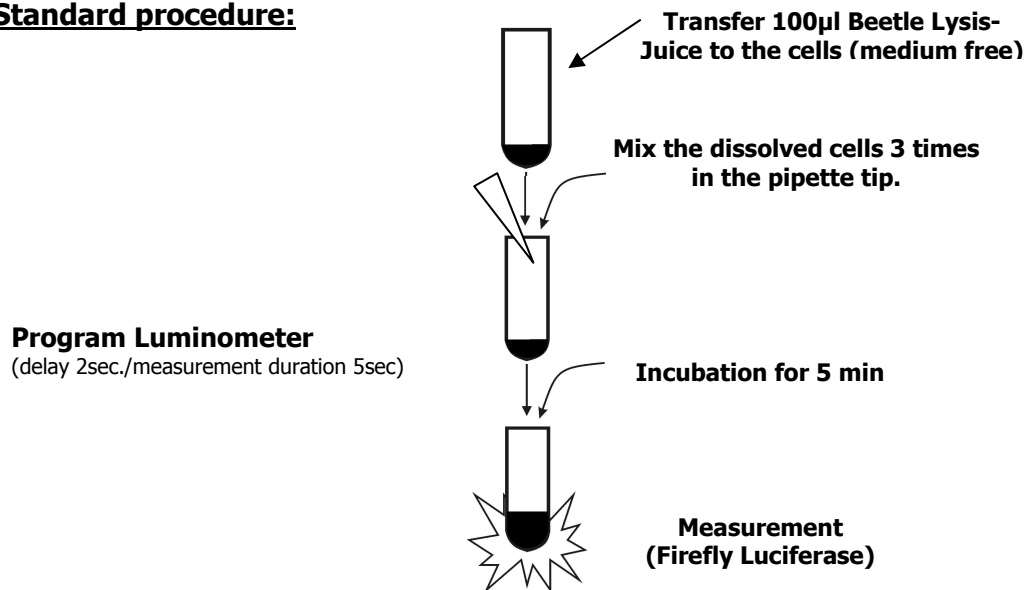 Standard procedure:
Transfer 100µl Beetle Lysis-
Juice to the cells (medium free)
Mix the dissolved cells 3 times
in the pipette tip.
Program Luminometer
(delay 2sec./measurement duration 5sec)
Incubation for 5 min
Measurement
(Firefly Luciferase)